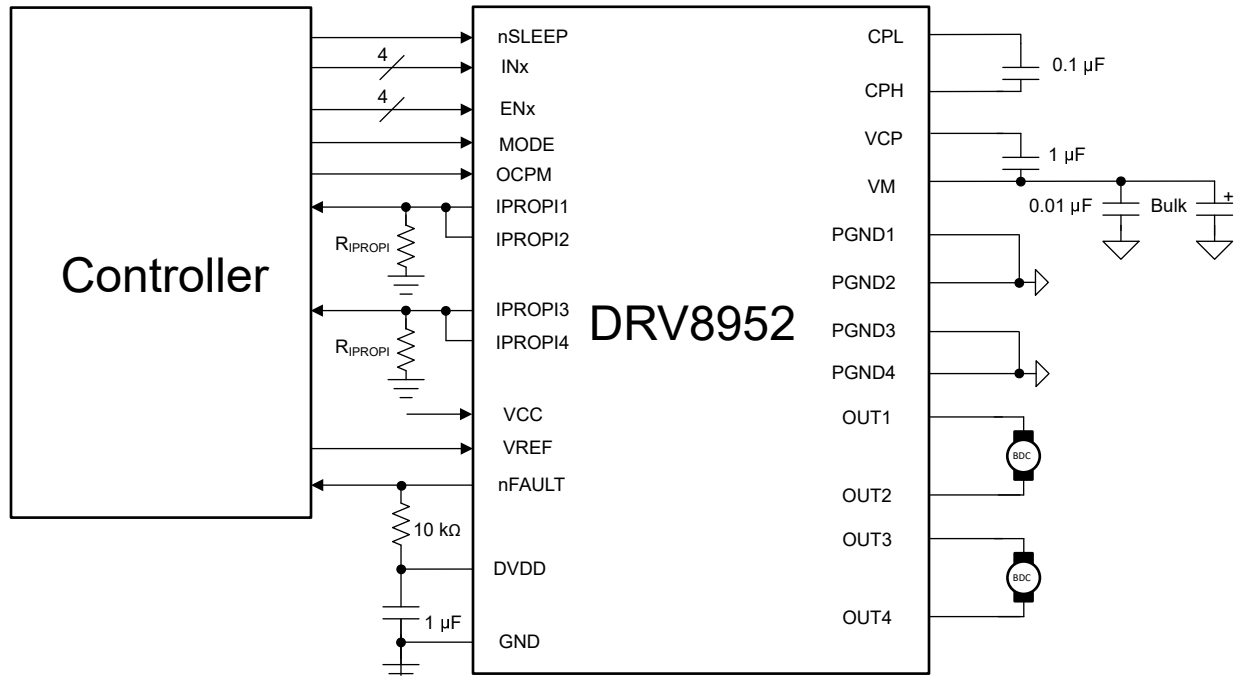 Controller
4
4
R_IPROPI
R_IPROPI
10 kΩ
1 µF
DRV8952
nSLEEP
INx
ENx
MODE
OCPM
IPROPI1
IPROPI2
IPROPI3
IPROPI4
VCC
VREF
nFAULT
DVDD
GND
CPL
CPH
VCP
VM
PGND1
PGND2
PGND3
PGND4
OUT1
OUT2
OUT3
OUT4
0.1 µF
1 µF
0.01 µF
Bulk
+
BDC
BDC